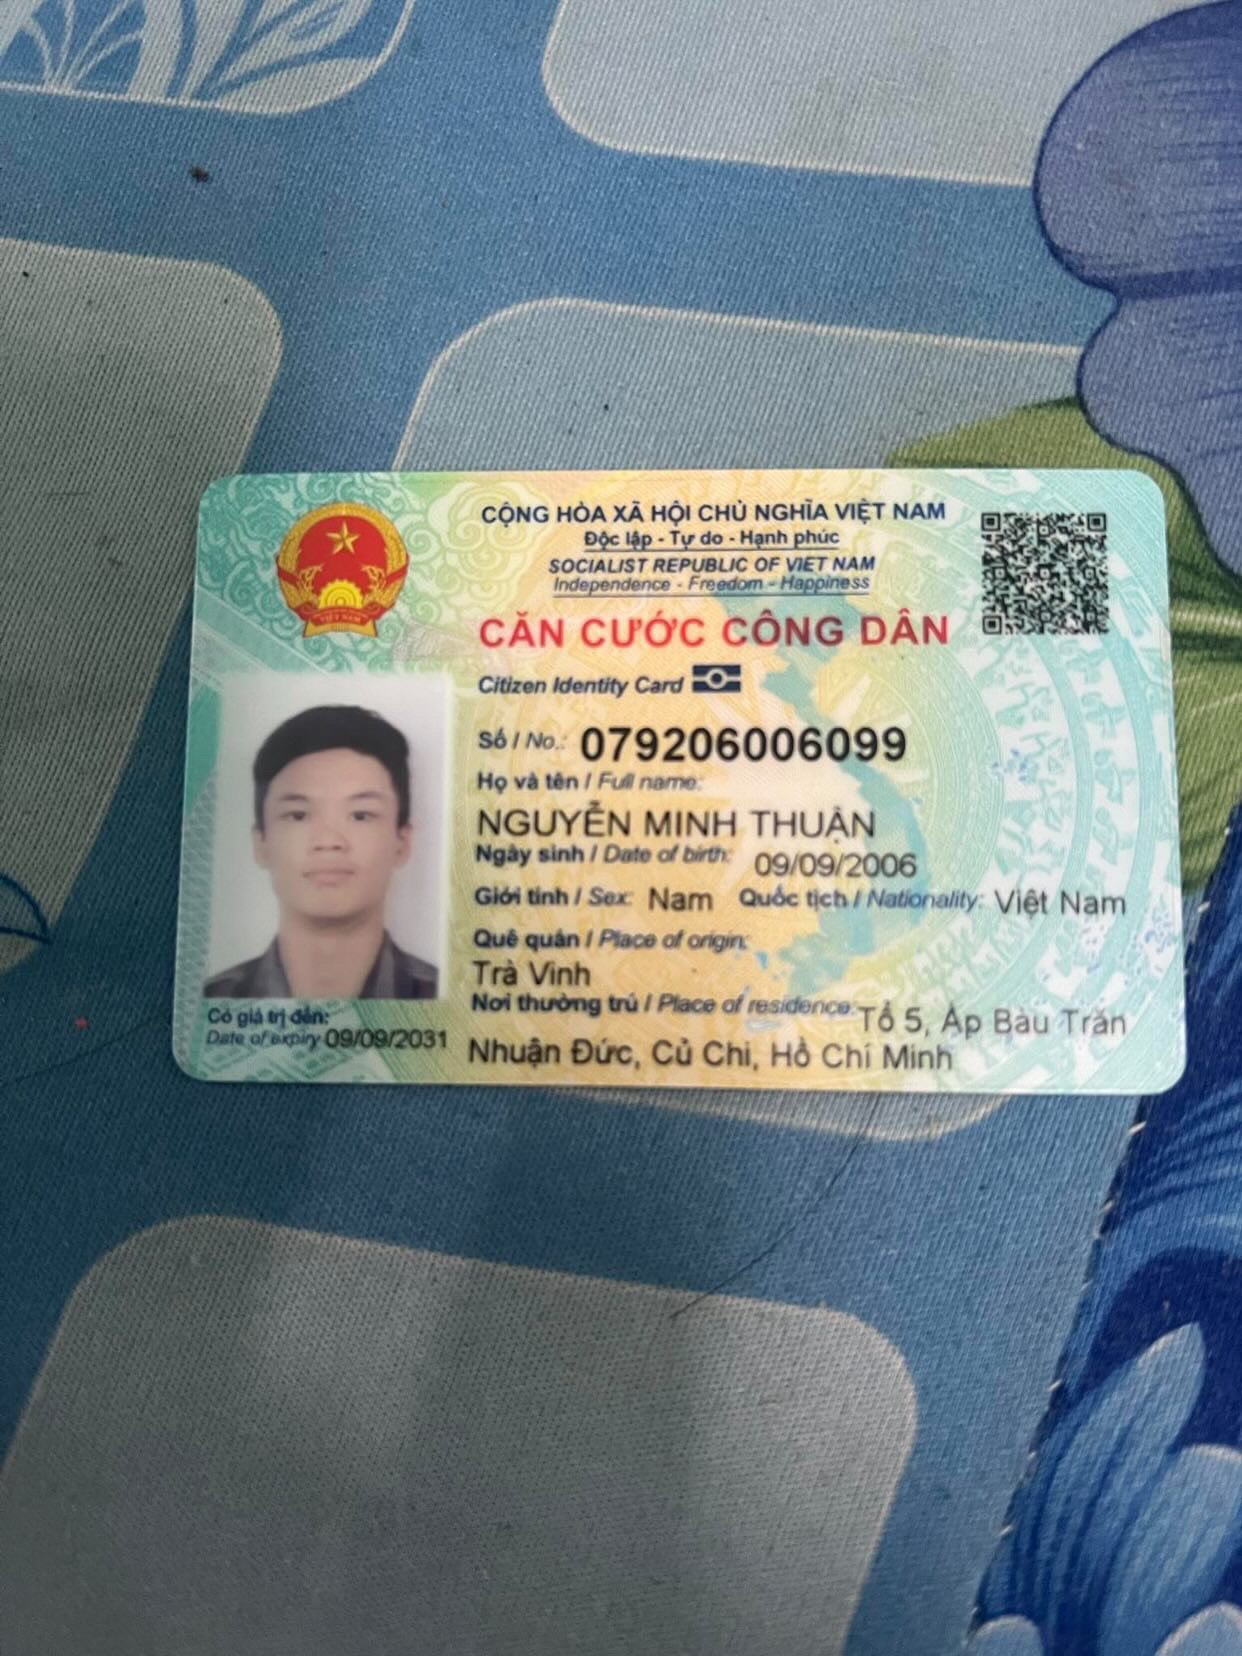 CỘNG HÒA XÃ HỘI CHỦ NGHĨA VIỆT NAM
Độc lập - Tự do - Hạnh phúc
SOCIALIST REPUBLIC OF VIET NAM
Independence - Freedom - Happiness
CĂN CƯỚC CÔNG DÂN
Citizen Identity Card
Số / No.: 079206006099
Họ và tên / Full name:
NGUYỄN MINH THUẬN
Ngày sinh / Date of birth: 09/09/2006
Giới tính / Sex: Nam Quốc tịch / Nationality: Việt Nam
Quê quán / Place of origin:
Trà Vinh
Nơi thường trú / Place of residence: Tổ 5, Ấp Bàu Trăn
Nhuận Đức, Củ Chi, Hồ Chí Minh
Có giá trị đến:
Date of expiry 09/09/2031
VIỆT NAM